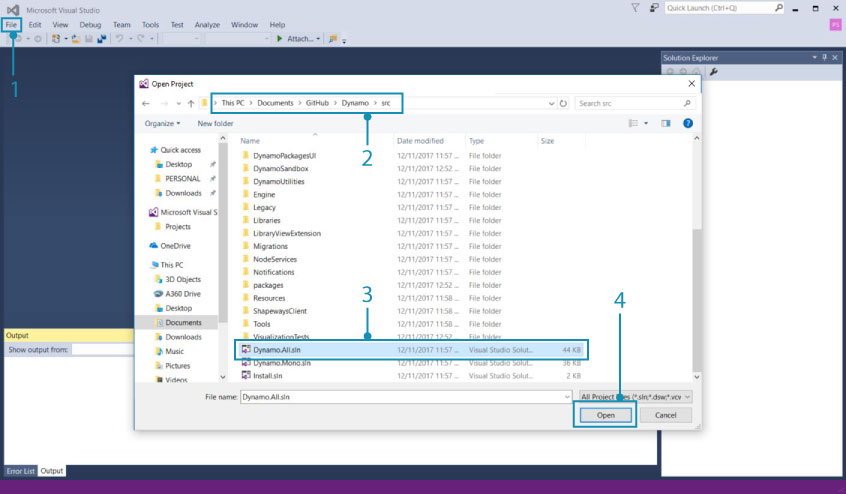 Microsoft Visual Studio
Quick Launch (Ctrl+Q)
File Edit View Debug Team Tools Test Analyze Window Help
PS
Attach...
1
Solution Explorer
Open Project
This PC > Documents > GitHub > Dynamo > src
Search src
Organize
New folder
2
Name Date modified Type Size
Quick access
Desktop
PERSONAL
Downloads
Microsoft Visual S
Projects
OneDrive
This PC
3D Objects
A360 Drive
Desktop
Documents
Downloads
Music
Pictures
Videos
DynamoPackagesUI 12/11/2017 11:57 ... File folder
DynamoSandbox 12/11/2017 12:52 ... File folder
DynamoUtilities 12/11/2017 11:57 ... File folder
Engine 12/11/2017 11:57 ... File folder
Legacy 12/11/2017 11:57 ... File folder
Libraries 12/11/2017 11:57 ... File folder
LibraryViewExtension 12/11/2017 11:57 ... File folder
Migrations 12/11/2017 11:57 ... File folder
NodeServices 12/11/2017 11:57 ... File folder
Notifications 12/11/2017 11:57 ... File folder
packages 12/11/2017 12:52 ... File folder
Resources 12/11/2017 11:58 ... File folder
ShapewaysClient 12/11/2017 11:58 ... File folder
Tools 12/11/2017 11:58 ... File folder
VisualizationTests 12/11/2017 12:52 ... File folder
3
4
Dynamo.All.sln 12/11/2017 11:57 ... Visual Studio Solut... 44 KB
Dynamo.Mono.sln 12/11/2017 11:57 ... Visual Studio Solut... 36 KB
Install.sln 12/11/2017 11:57 ... Visual Studio Solut... 2 KB
File name: Dynamo.All.sln
All Project Files (*.sln;*.dsw;*.vcw
Open
Cancel
Output
Show output from:
Error List
Output